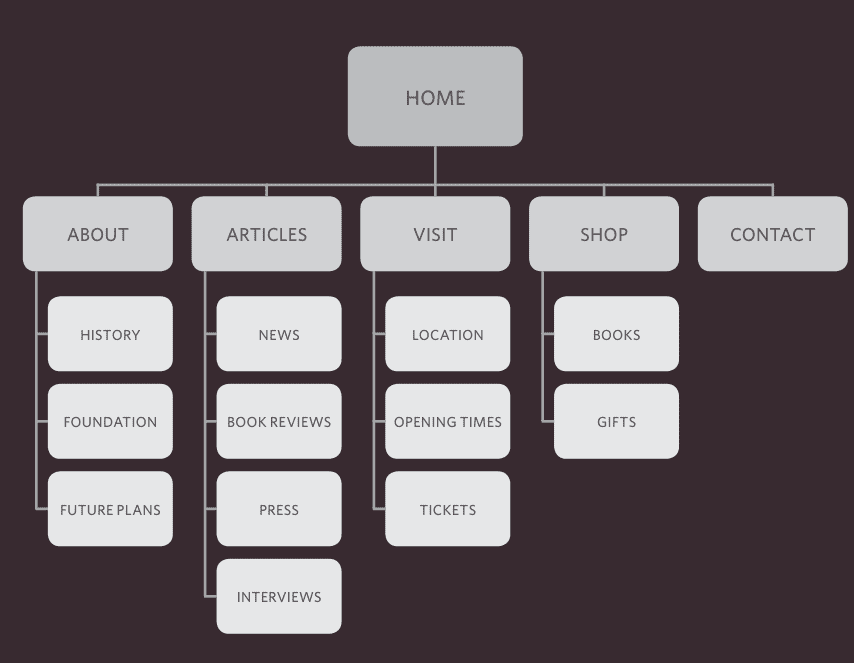 HOME
ABOUT
ARTICLES
VISIT
SHOP
CONTACT
HISTORY
NEWS
LOCATION
BOOKS
FOUNDATION
BOOK REVIEWS
OPENING TIMES
GIFTS
FUTURE PLANS
PRESS
TICKETS
INTERVIEWS